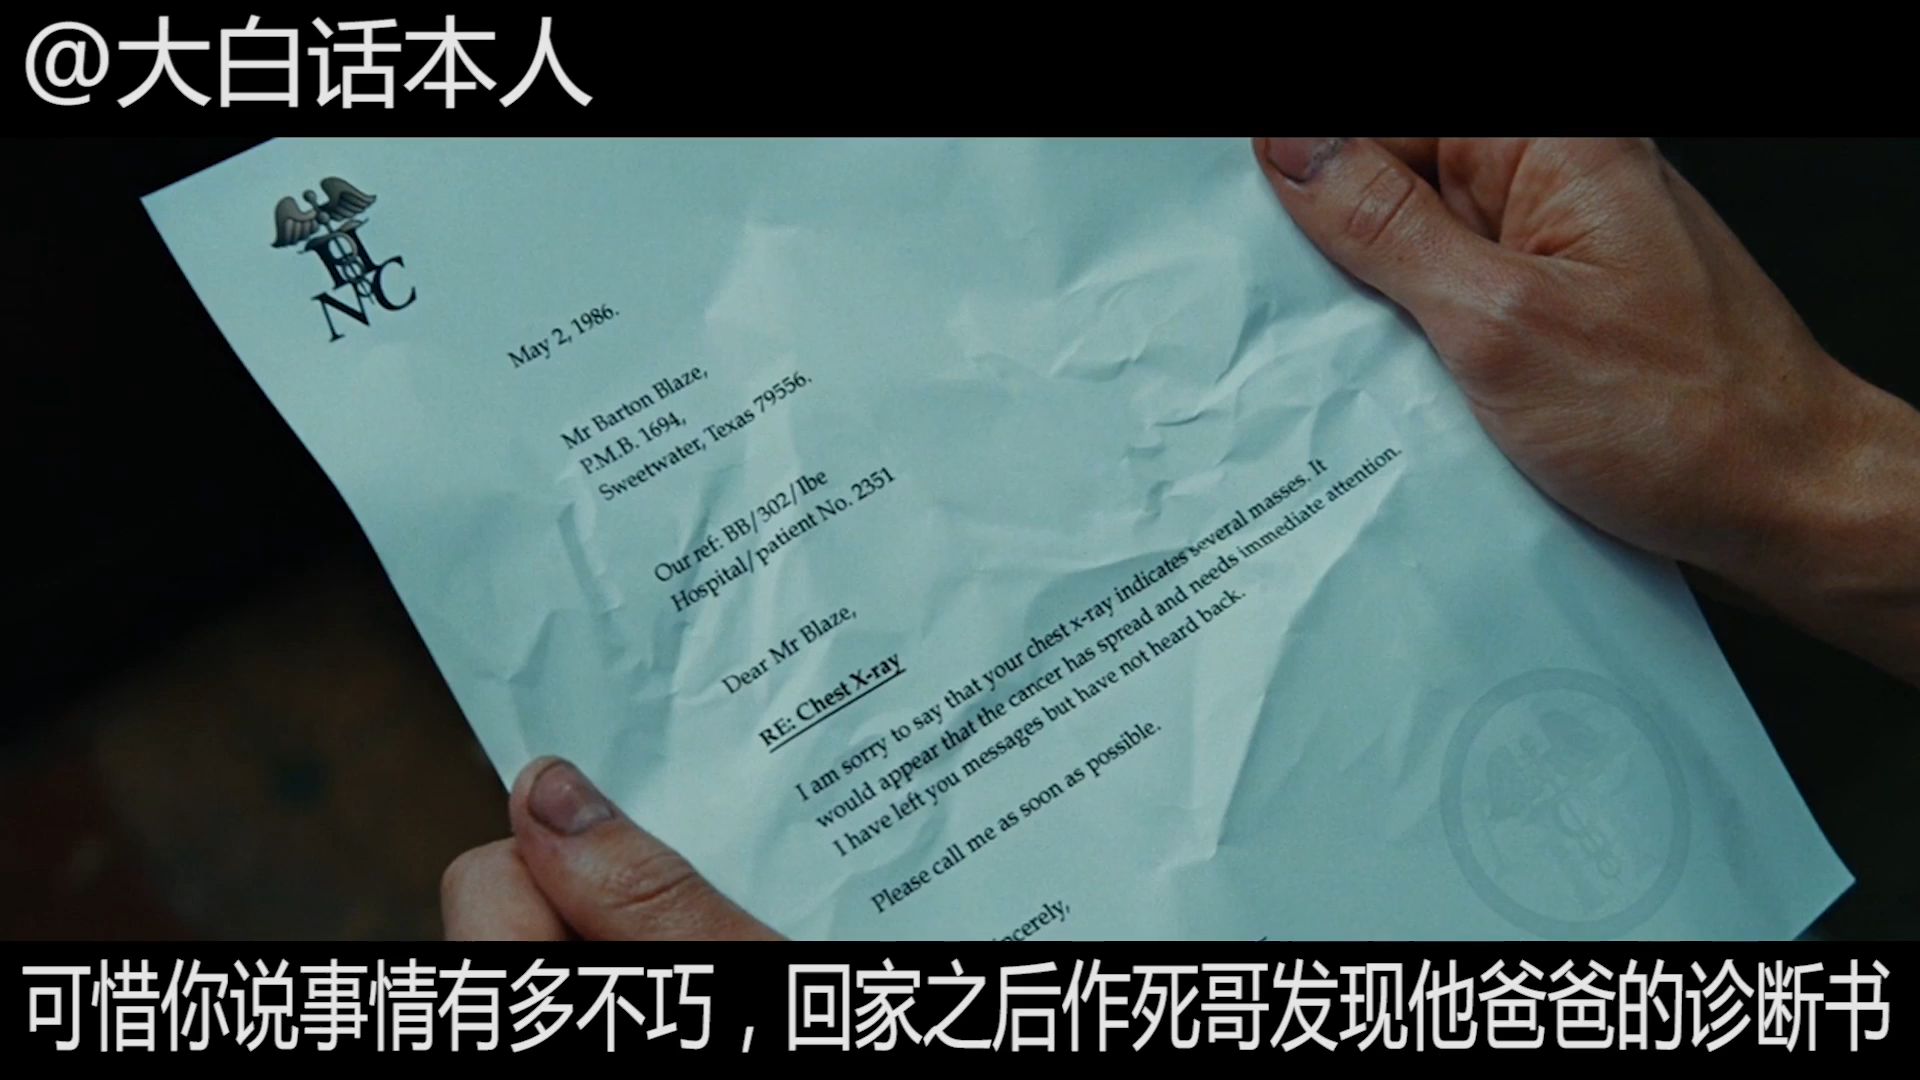 @大白话本人
May 2, 1986.
Mr Barton Blaze,
P.M.B. 1694,
Sweetwater, Texas 79556.
Our ref: BB/302/Ibe
Hospital/patient No. 2351
Dear Mr Blaze,
RE: Chest X-ray
I am sorry to say that your chest x-ray indicates several masses. It
would appear that the cancer has spread and needs immediate attention.
I have left you messages but have not heard back.
Please call me as soon as possible.
可惜你说事情有多不巧，回家之后作死哥发现他爸爸的诊断书